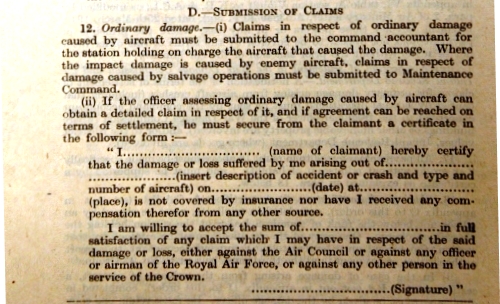 D.—Submission of Claims
12. Ordinary damage.—(i) Claims in respect of ordinary damage
caused by aircraft must be submitted to the command accountant for
the station holding on charge the aircraft that caused the damage. Where
the impact damage is caused by enemy aircraft, claims in respect of
damage caused by salvage operations must be submitted to Maintenance
Command.
(ii) If the officer assessing ordinary damage caused by aircraft can
obtain a detailed claim in respect of it, and if agreement can be reached on
terms of settlement, he must secure from the claimant a certificate in
the following form :—
" I.............................. (name of claimant) hereby certify
that the damage or loss suffered by me arising out of......................
......................(insert description of accident or crash and type and
number of aircraft) on......................(date) at......................
(place), is not covered by insurance nor have I received any com-
pensation therefor from any other source.
I am willing to accept the sum of............................in full
satisfaction of any claim which I may have in respect of the said
damage or loss, either against the Air Council or against any officer
or airman of the Royal Air Force, or against any other person in the
service of the Crown.
............................(Signature) "